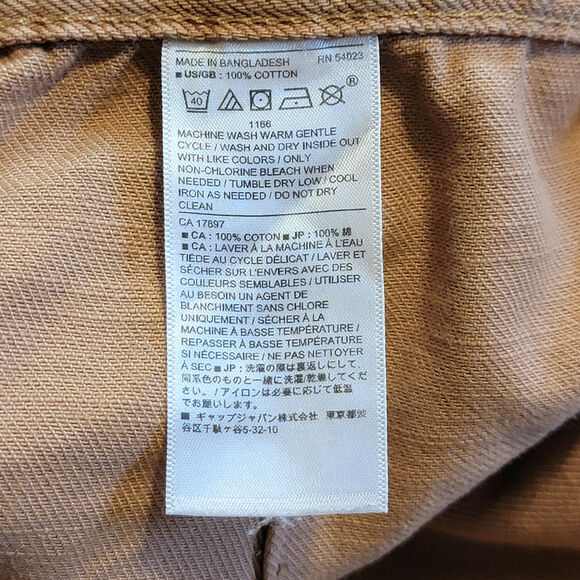 MADE IN BANGLADESH RN 54023
■ US/GB : 100% COTTON
40 ®
1166
MACHINE WASH WARM GENTLE
CYCLE / WASH AND DRY INSIDE OUT
WITH LIKE COLORS / ONLY
NON-CHLORINE BLEACH WHEN
NEEDED / TUMBLE DRY LOW / COOL
IRON AS NEEDED / DO NOT DRY
CLEAN
CA 17897
■ CA : 100% COTON ■ JP : 100% 綿
■ CA : LAVER À LA MACHINE À L'EAU
TIÈDE AU CYCLE DÉLICAT / LAVER ET
SÉCHER SUR L'ENVERS AVEC DES
COULEURS SEMBLABLES / UTILISER
AU BESOIN UN AGENT DE
BLANCHIMENT SANS CHLORE
UNIQUEMENT / SÉCHER À LA
MACHINE À BASSE TEMPÉRATURE /
REPASSER À BASSE TEMPÉRATURE
SI NÉCESSAIRE / NE PAS NETTOYER
À SEC ■ JP : 洗濯の際は裏返しにして、
同系色のものと一緒に洗濯/乾燥してくださ
い。 / アイロンは必要に応じて低温
でお願いします。
■ ギャップジャパン株式会社 東京都渋
谷区千駄ヶ谷5-32-10